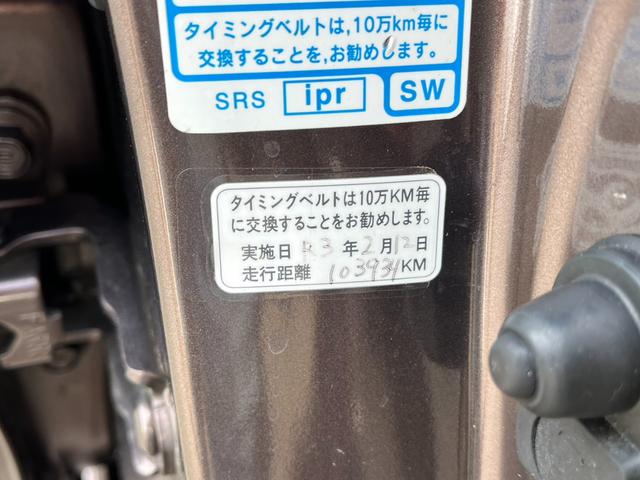 タイミングベルトは,10万km毎に
交換することを,お勧めします。
SRS ipr SW
タイミングベルトは10万KM毎
に交換することをお勧めします。
実施日 R3年2月12日
走行距離 103931KM